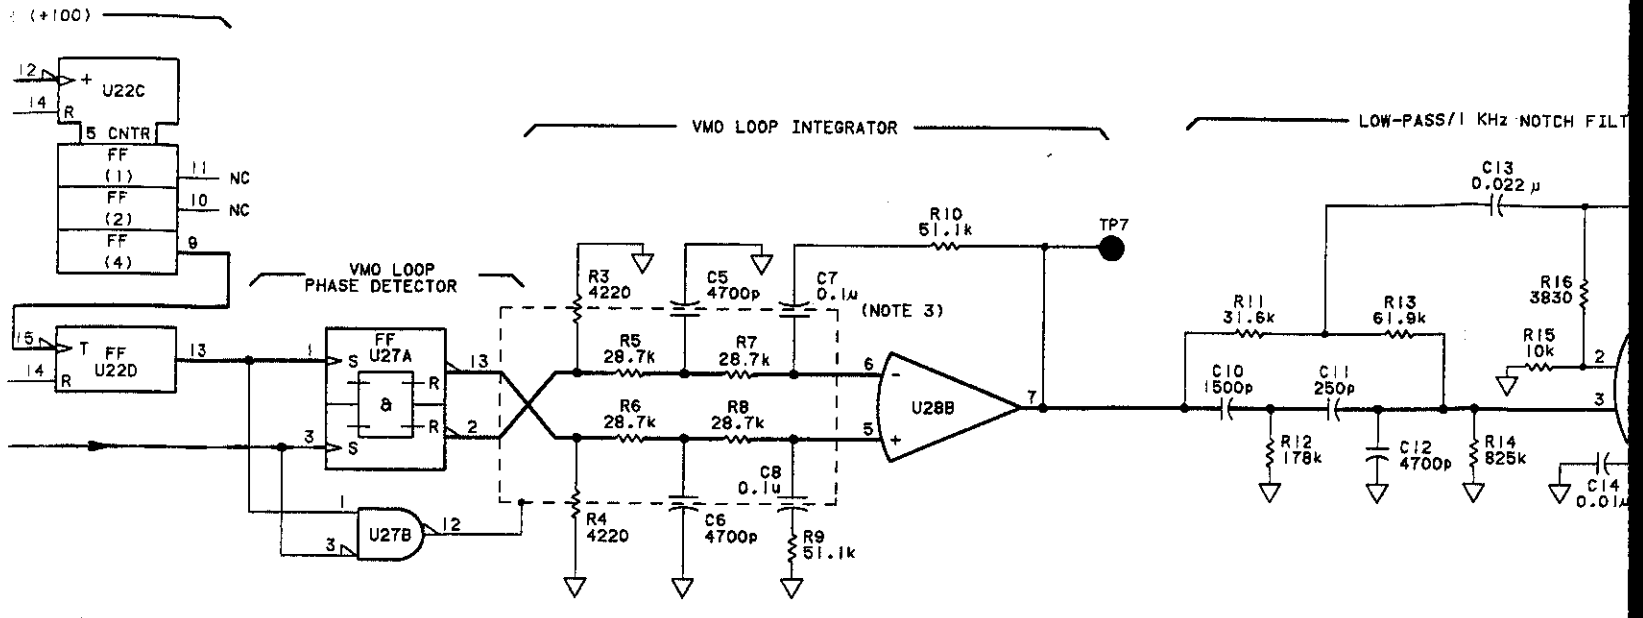 (+100)
12
+
U22C
14
R
5 CNTR
FF
(1)
11
NC
FF
(2)
10
NC
FF
(4)
9
15
T
FF
U22D
13
14
R
VMO LOOP
PHASE DETECTOR
1
S
FF
U27A
13
R
&
R
2
3
S
1
3
U27B
12
VMO LOOP INTEGRATOR
R3
4220
C5
4700p
C7
0.1u
(NOTE 3)
R10
51.1k
TP7
R5
28.7k
R7
28.7k
6
-
R6
28.7k
R8
28.7k
5
+
U28B
7
R4
4220
C6
4700p
C8
0.1u
R9
51.1k
LOW-PASS/1 KHz NOTCH FILT
C13
0.022 µ
R11
31.6k
R13
61.9k
R16
3830
R15
10k
2
C10
1500p
C11
250p
3
R12
178k
C12
4700p
R14
825k
C14
0.01µ